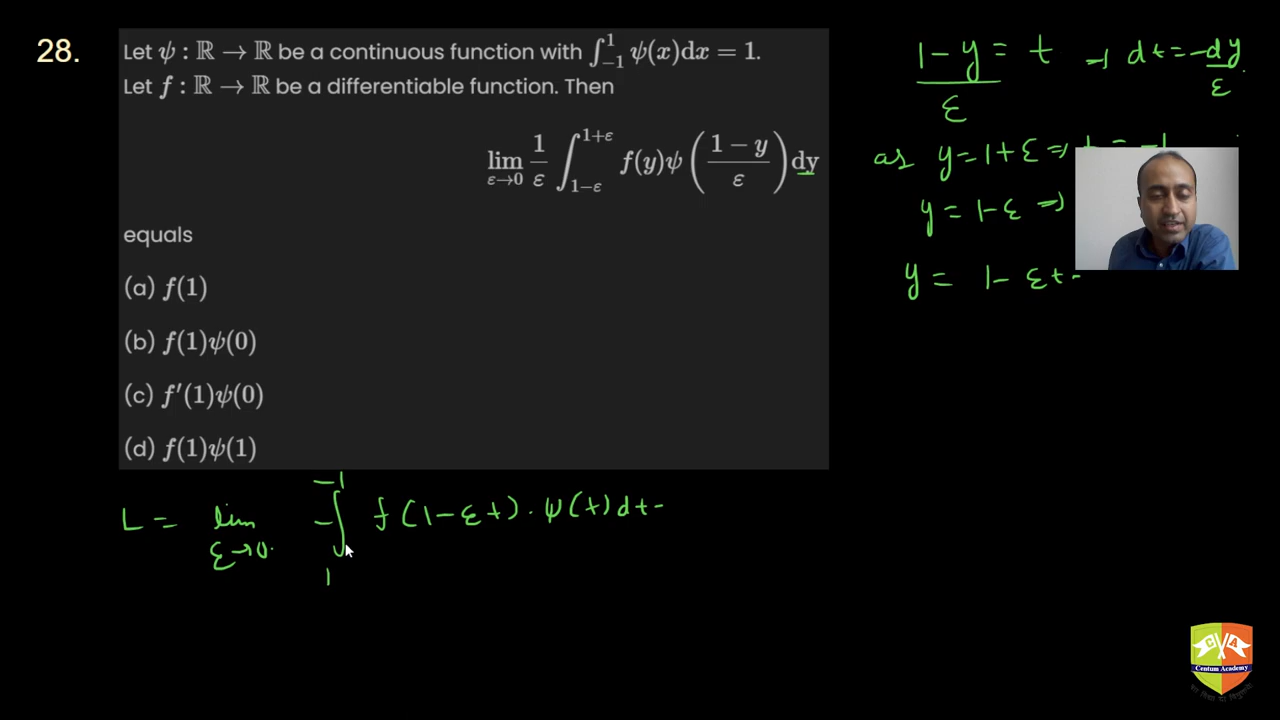 28.
Let ψ : ℝ → ℝ be a continuous function with ∫_{-1}^{1} ψ(x)dx = 1.
Let f : ℝ → ℝ be a differentiable function. Then
lim_{ε→0} 1/ε ∫_{1−ε}^{1+ε} f(y)ψ((1 − y)/ε)dy
equals
(a) f(1)
(b) f(1)ψ(0)
(c) f′(1)ψ(0)
(d) f(1)ψ(1)
(1 − y)/ε = t → dt = −dy/ε
as y = 1+ε ⇒
y = 1−ε ⇒
y = 1 − εt
L = lim_{ε→0} −∫_{1}^{−1} f(1−εt) · ψ(t) dt
Centum Academy